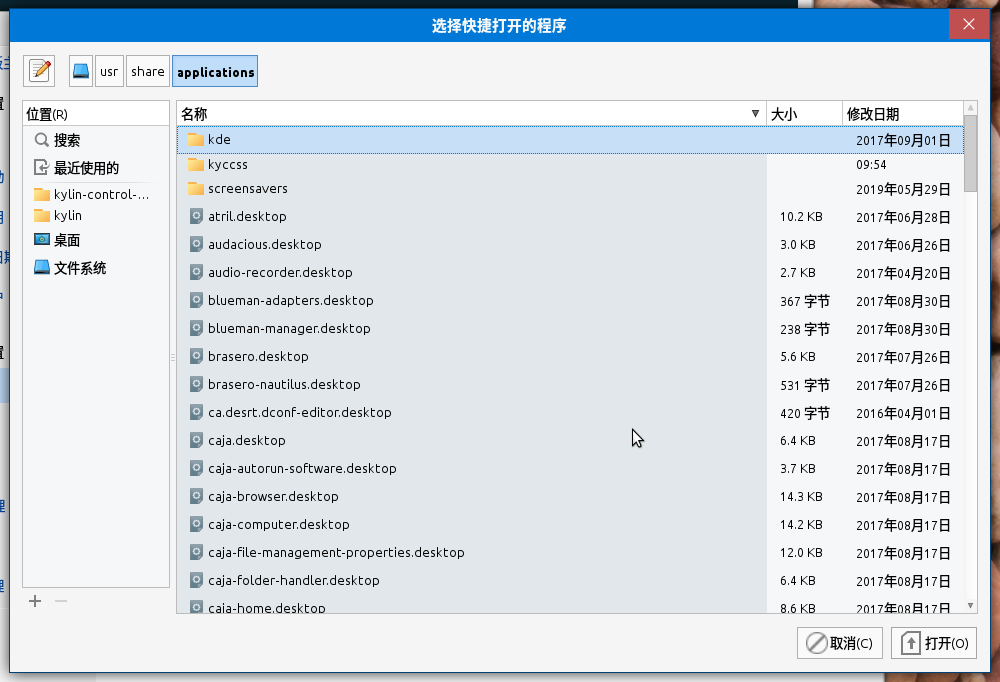 选择快捷打开的程序
usr share applications
位置(R)
搜索
最近使用的
kylin-control-...
kylin
桌面
文件系统
名称 大小 修改日期
kde 2017年09月01日
kyccss 09:54
screensavers 2019年05月29日
atril.desktop 10.2 KB 2017年06月28日
audacious.desktop 3.0 KB 2017年06月26日
audio-recorder.desktop 2.7 KB 2017年04月20日
blueman-adapters.desktop 367 字节 2017年08月30日
blueman-manager.desktop 238 字节 2017年08月30日
brasero.desktop 5.6 KB 2017年07月26日
brasero-nautilus.desktop 531 字节 2017年07月26日
ca.desrt.dconf-editor.desktop 420 字节 2016年04月01日
caja.desktop 6.4 KB 2017年08月17日
caja-autorun-software.desktop 3.7 KB 2017年08月17日
caja-browser.desktop 14.3 KB 2017年08月17日
caja-computer.desktop 14.2 KB 2017年08月17日
caja-file-management-properties.desktop 12.0 KB 2017年08月17日
caja-folder-handler.desktop 6.4 KB 2017年08月17日
caja-home.desktop 8.6 KB 2017年08月17日
取消(C) 打开(O)